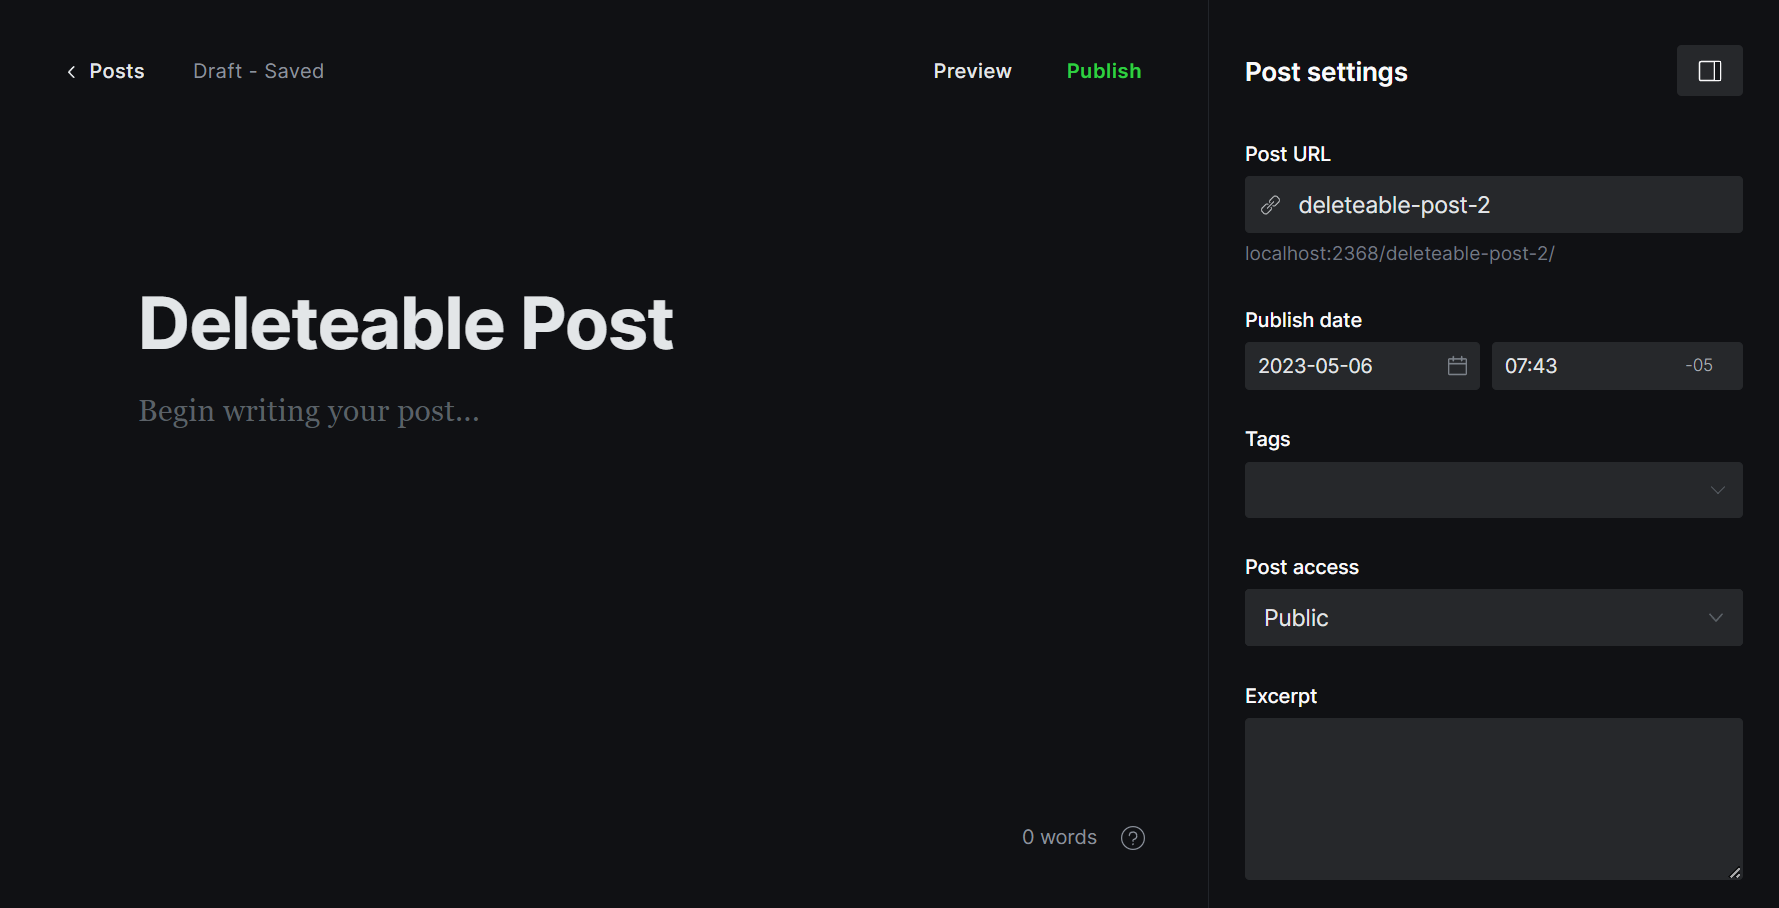 Posts
Draft - Saved
Preview
Publish
Deleteable Post
Begin writing your post...
0 words
?
Post settings
Post URL
deleteable-post-2
localhost:2368/deleteable-post-2/
Publish date
2023-05-06
07:43
-05
Tags
Post access
Public
Excerpt